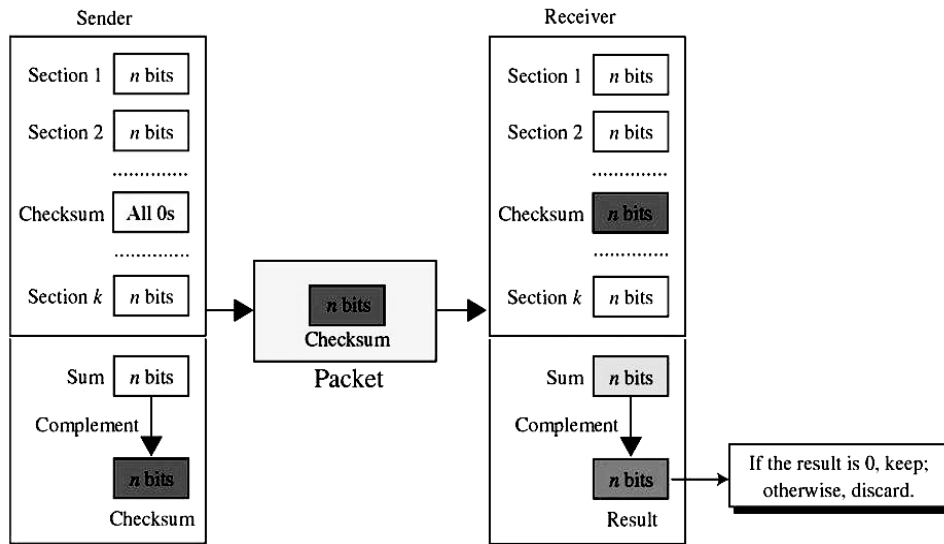 Sender
Section 1 n bits
Section 2 n bits
Checksum All 0s
Section k n bits
Sum n bits
Complement
n bits
Checksum
n bits
Checksum
Packet
Receiver
Section 1 n bits
Section 2 n bits
Checksum n bits
Section k n bits
Sum n bits
Complement
n bits
Result
If the result is 0, keep;
otherwise, discard.